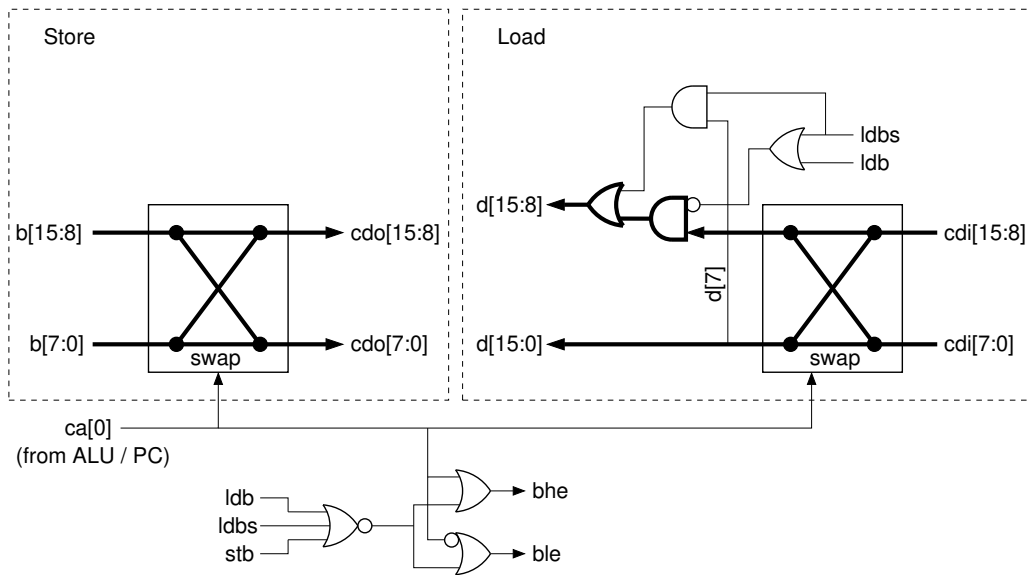 Store
Load
ldbs
ldb
d[15:8]
b[15:8]
cdo[15:8]
cdi[15:8]
d[7]
b[7:0]
cdo[7:0]
d[15:0]
cdi[7:0]
swap
swap
ca[0]
(from ALU / PC)
ldb
ldbs
stb
bhe
ble